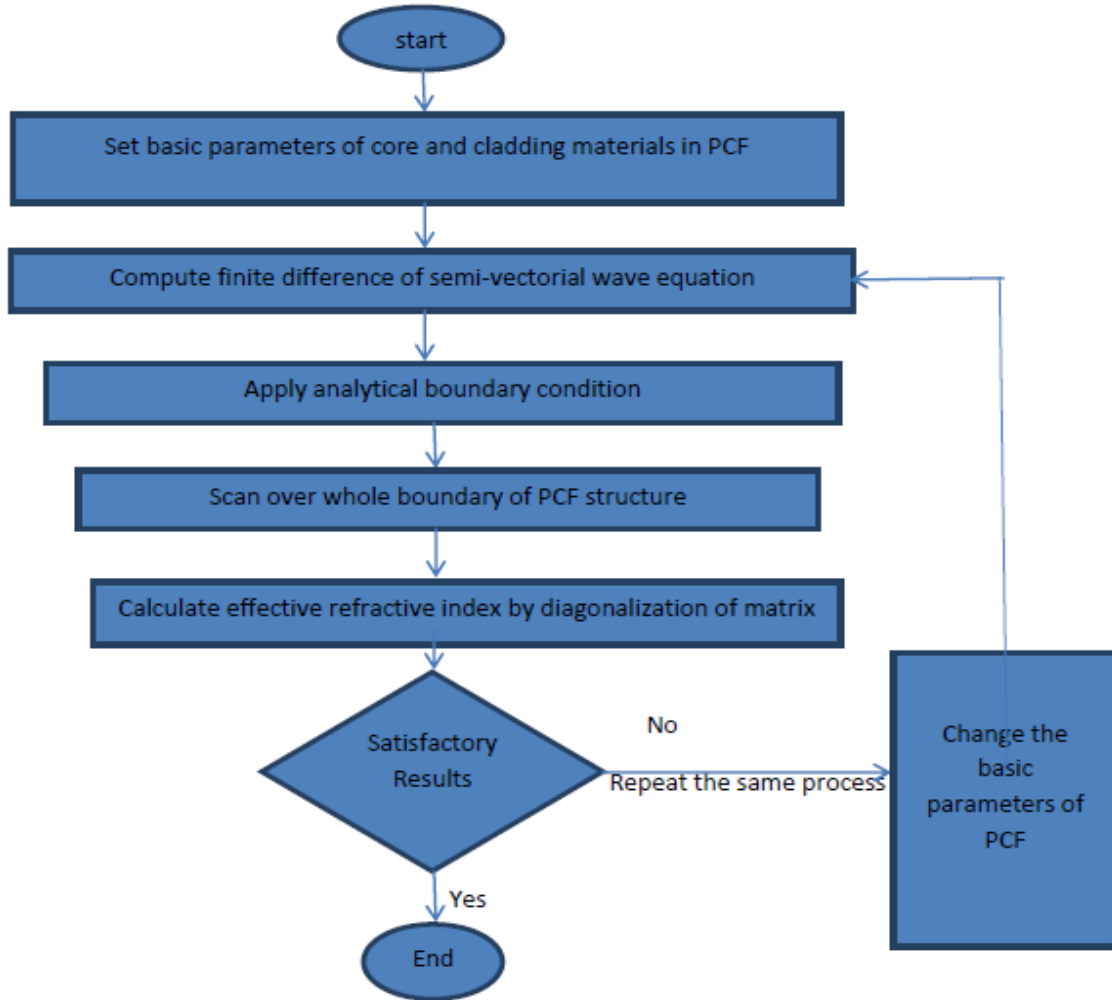 start
Set basic parameters of core and cladding materials in PCF
Compute finite difference of semi-vectorial wave equation
Apply analytical boundary condition
Scan over whole boundary of PCF structure
Calculate effective refractive index by diagonalization of matrix
Satisfactory
Results
No
Repeat the same process
Change the
basic
parameters of
PCF
Yes
End